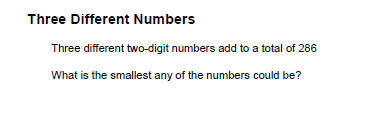 Three Different Numbers
Three different two-digit numbers add to a total of 286
What is the smallest any of the numbers could be?